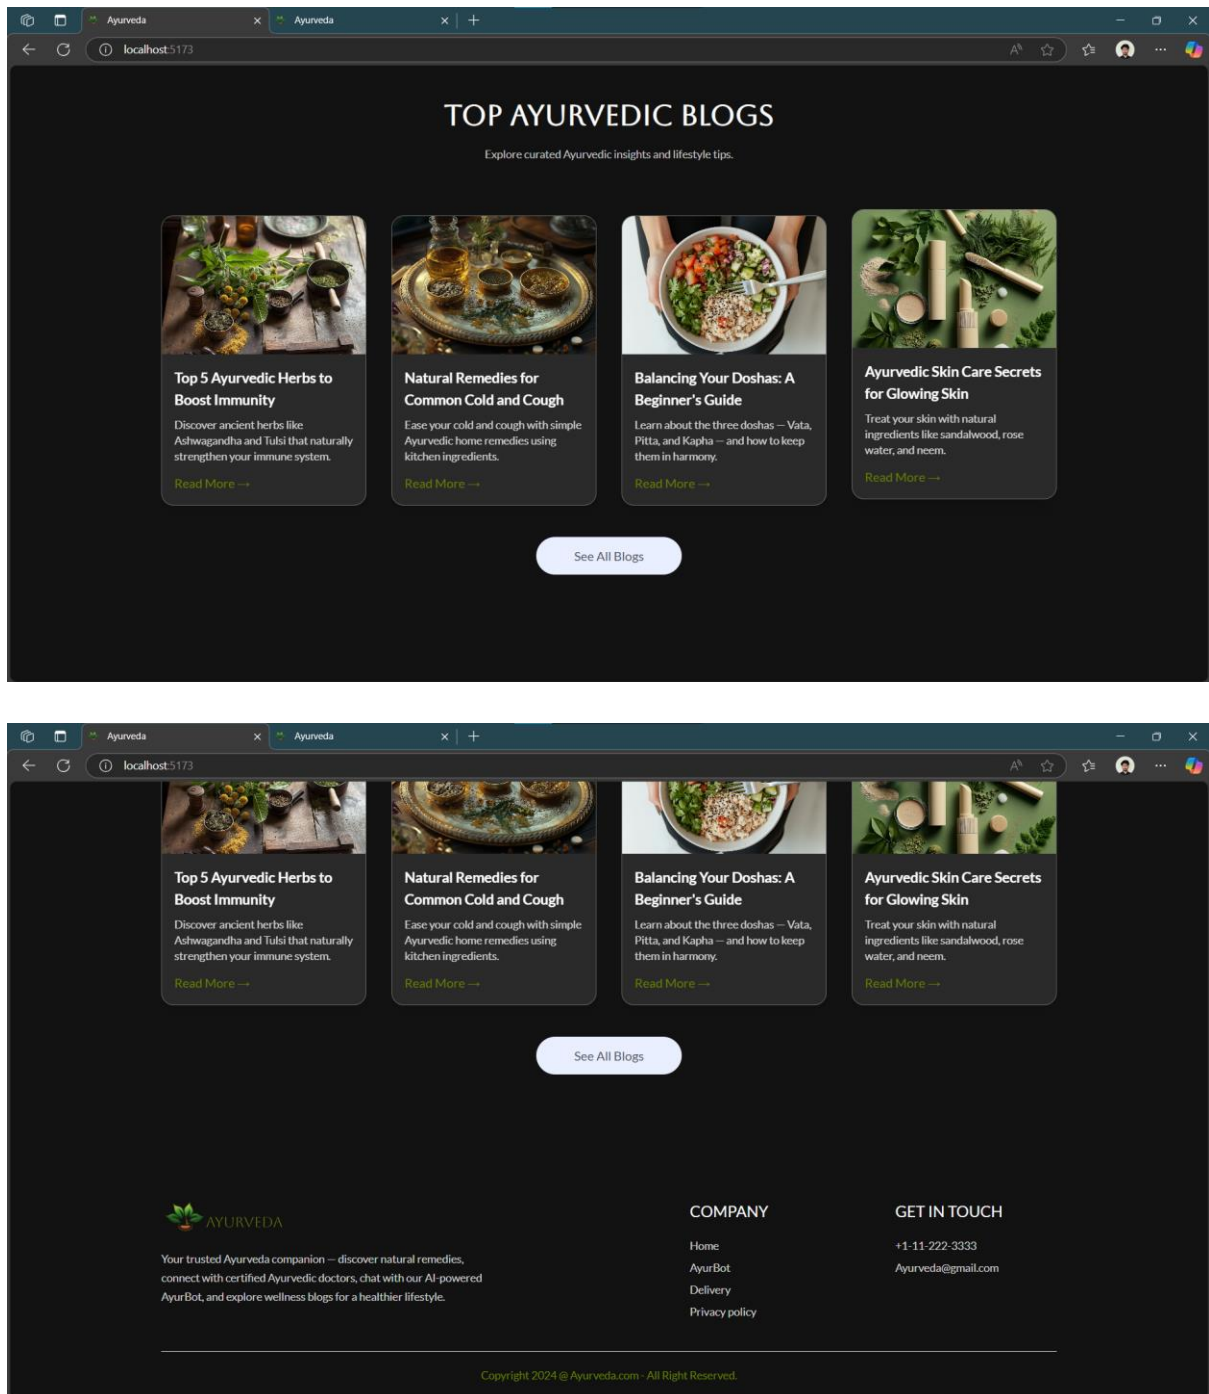 Ayurveda
Ayurveda
localhost:5173
TOP AYURVEDIC BLOGS
Explore curated Ayurvedic insights and lifestyle tips.
Top 5 Ayurvedic Herbs to
Boost Immunity
Discover ancient herbs like
Ashwagandha and Tulsi that naturally
strengthen your immune system.
Read More →
Natural Remedies for
Common Cold and Cough
Ease your cold and cough with simple
Ayurvedic home remedies using
kitchen ingredients.
Read More →
Balancing Your Doshas: A
Beginner's Guide
Learn about the three doshas — Vata,
Pitta, and Kapha — and how to keep
them in harmony.
Read More →
Ayurvedic Skin Care Secrets
for Glowing Skin
Treat your skin with natural
ingredients like sandalwood, rose
water, and neem.
Read More →
See All Blogs
Ayurveda
Ayurveda
localhost:5173
Top 5 Ayurvedic Herbs to
Boost Immunity
Discover ancient herbs like
Ashwagandha and Tulsi that naturally
strengthen your immune system.
Read More →
Natural Remedies for
Common Cold and Cough
Ease your cold and cough with simple
Ayurvedic home remedies using
kitchen ingredients.
Read More →
Balancing Your Doshas: A
Beginner's Guide
Learn about the three doshas — Vata,
Pitta, and Kapha — and how to keep
them in harmony.
Read More →
Ayurvedic Skin Care Secrets
for Glowing Skin
Treat your skin with natural
ingredients like sandalwood, rose
water, and neem.
Read More →
See All Blogs
AYURVEDA
Your trusted Ayurveda companion — discover natural remedies,
connect with certified Ayurvedic doctors, chat with our AI-powered
AyurBot, and explore wellness blogs for a healthier lifestyle.
COMPANY
Home
AyurBot
Delivery
Privacy policy
GET IN TOUCH
+1-11-222-3333
Ayurveda@gmail.com
Copyright 2024 @ Ayurveda.com - All Right Reserved.